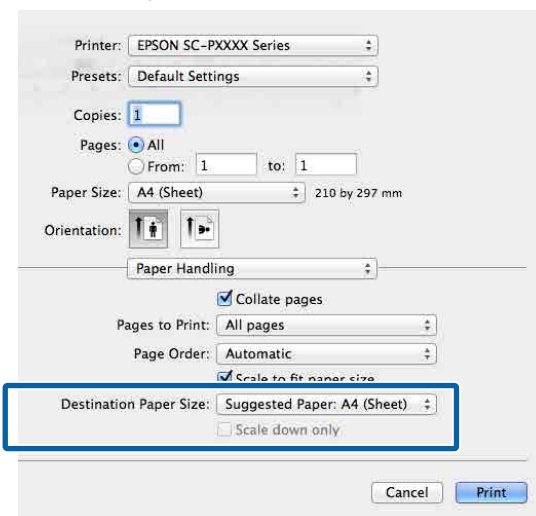 Printer: EPSON SC-PXXXX Series
Presets: Default Settings
Copies: 1
Pages: All
From: 1 to: 1
Paper Size: A4 (Sheet) 210 by 297 mm
Orientation:
Paper Handling
Collate pages
Pages to Print: All pages
Page Order: Automatic
Scale to fit paper size
Destination Paper Size: Suggested Paper: A4 (Sheet)
Scale down only
Cancel Print